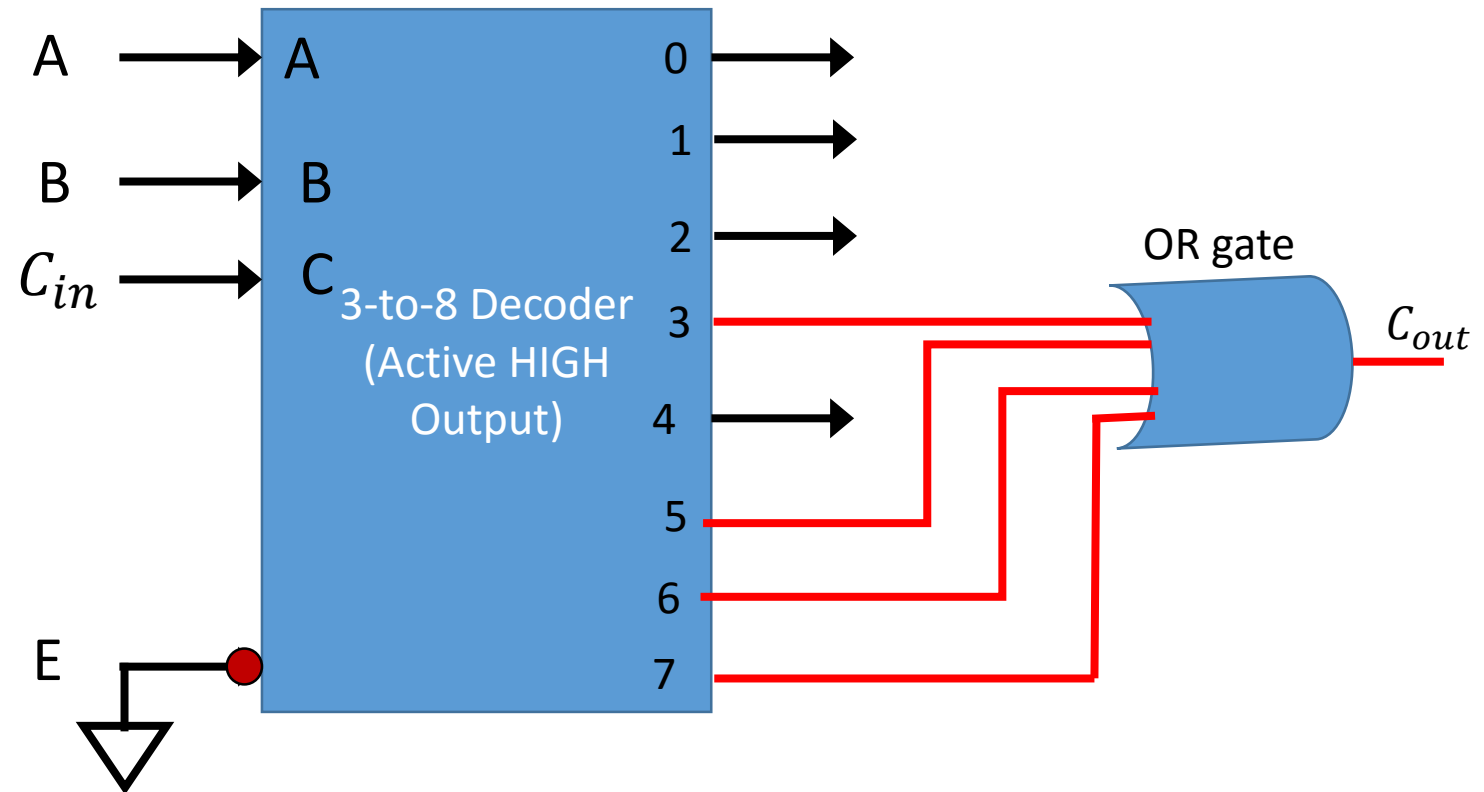 A
B
C_in
E
A
B
C
3-to-8 Decoder
(Active HIGH
Output)
0
1
2
3
4
5
6
7
OR gate
C_out